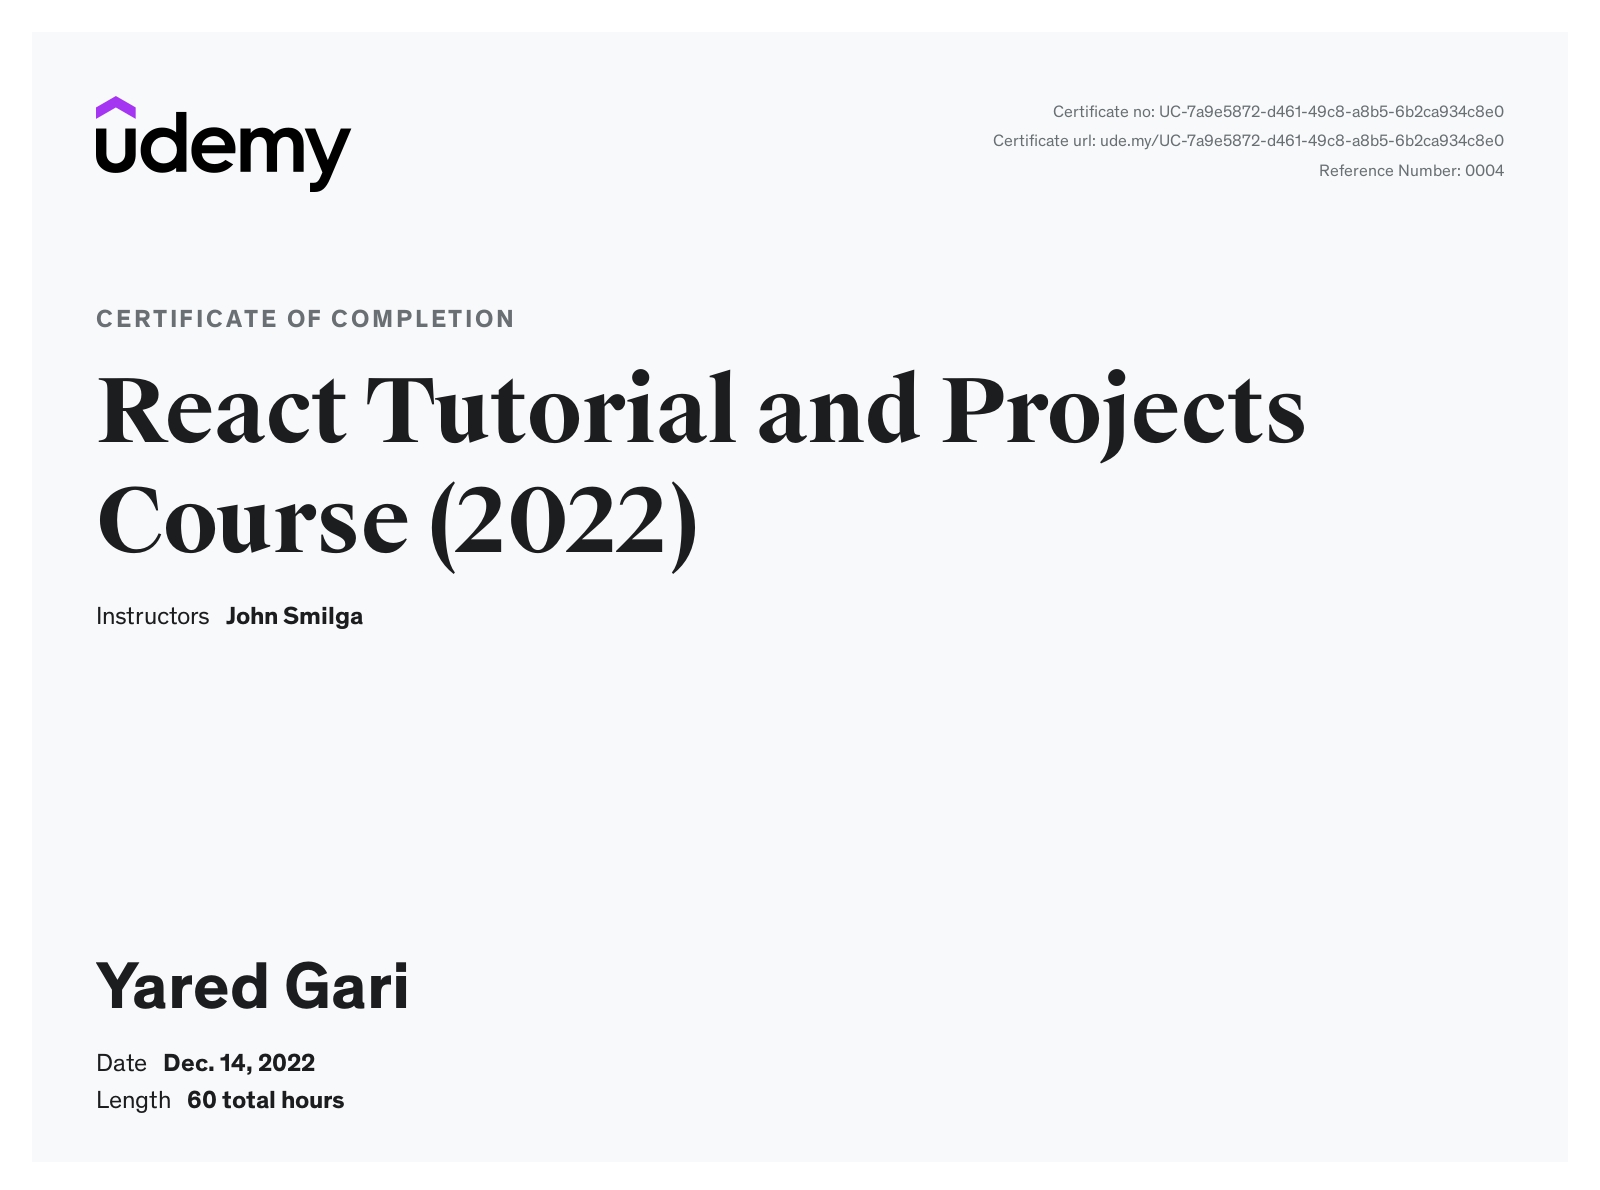 udemy
Certificate no: UC-7a9e5872-d461-49c8-a8b5-6b2ca934c8e0
Certificate url: ude.my/UC-7a9e5872-d461-49c8-a8b5-6b2ca934c8e0
Reference Number: 0004
CERTIFICATE OF COMPLETION
React Tutorial and Projects
Course (2022)
Instructors John Smilga
Yared Gari
Date Dec. 14, 2022
Length 60 total hours